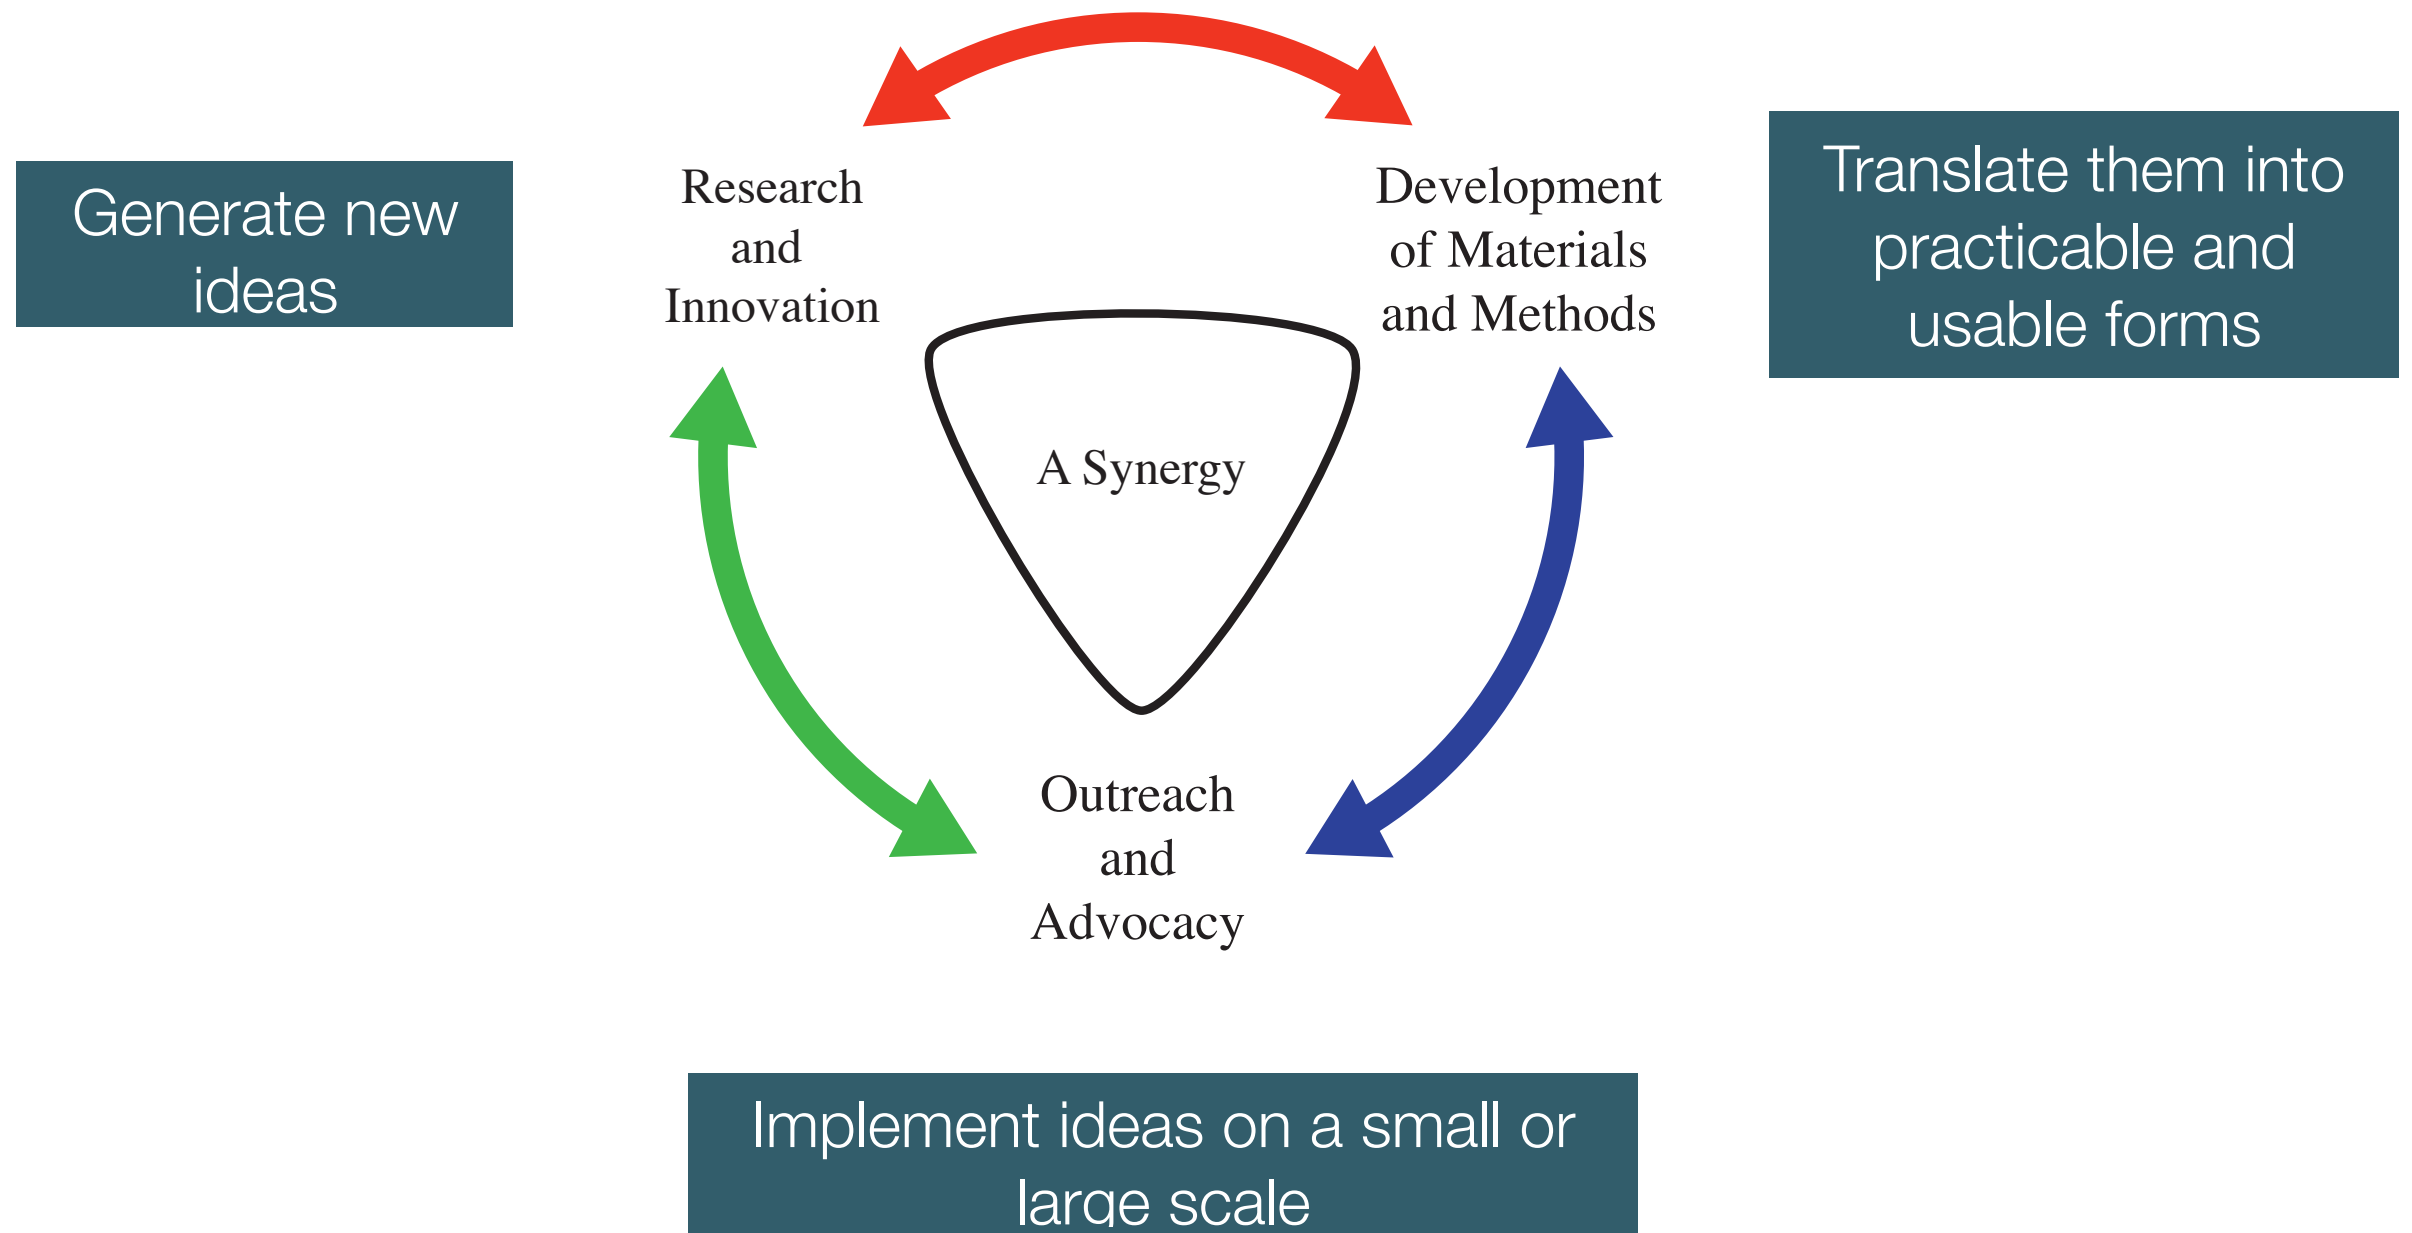 Generate new
ideas
Research
and
Innovation
Development
of Materials
and Methods
Translate them into
practicable and
usable forms
A Synergy
Outreach
and
Advocacy
Implement ideas on a small or
large scale